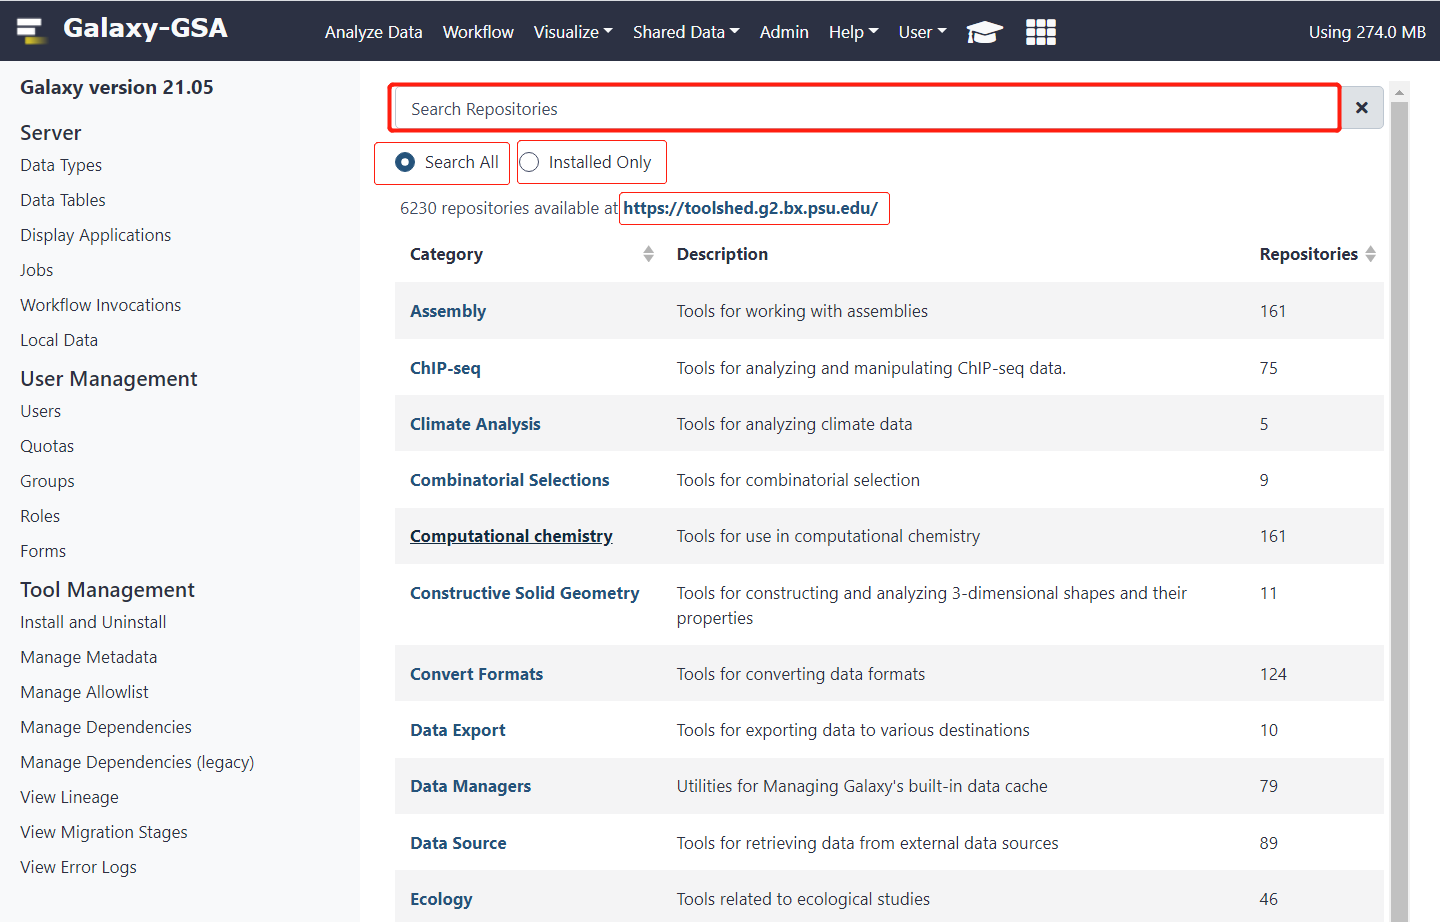 Galaxy-GSA
Analyze Data Workflow Visualize Shared Data Admin Help User Using 274.0 MB
Galaxy version 21.05
Server
Data Types
Data Tables
Display Applications
Jobs
Workflow Invocations
Local Data
User Management
Users
Quotas
Groups
Roles
Forms
Tool Management
Install and Uninstall
Manage Metadata
Manage Allowlist
Manage Dependencies
Manage Dependencies (legacy)
View Lineage
View Migration Stages
View Error Logs
Search Repositories ×
Search All Installed Only
6230 repositories available at https://toolshed.g2.bx.psu.edu/
Category Description Repositories
Assembly Tools for working with assemblies 161
ChIP-seq Tools for analyzing and manipulating ChIP-seq data. 75
Climate Analysis Tools for analyzing climate data 5
Combinatorial Selections Tools for combinatorial selection 9
Computational chemistry Tools for use in computational chemistry 161
Constructive Solid Geometry Tools for constructing and analyzing 3-dimensional shapes and their 11
properties
Convert Formats Tools for converting data formats 124
Data Export Tools for exporting data to various destinations 10
Data Managers Utilities for Managing Galaxy's built-in data cache 79
Data Source Tools for retrieving data from external data sources 89
Ecology Tools related to ecological studies 46